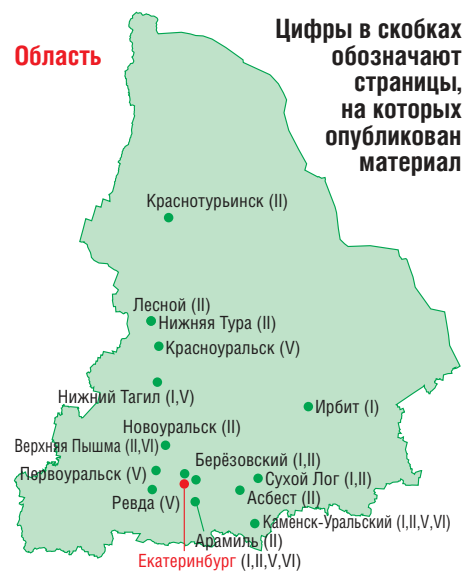 Область
Цифры в скобках
обозначают
страницы,
на которых
опубликован
материал
Краснотурьинск (II)
Лесной (II)
Нижняя Тура (II)
Красноуральск (V)
Нижний Тагил (I,V)
Ирбит (I)
Новоуральск (II)
Верхняя Пышма (II,VI)
Берёзовский (I,II)
Первоуральск (V)
Сухой Лог (I,II)
Асбест (II)
Ревда (V)
Каменск-Уральский (I,II,V,VI)
Арамиль (II)
Екатеринбург (I,II,V,VI)